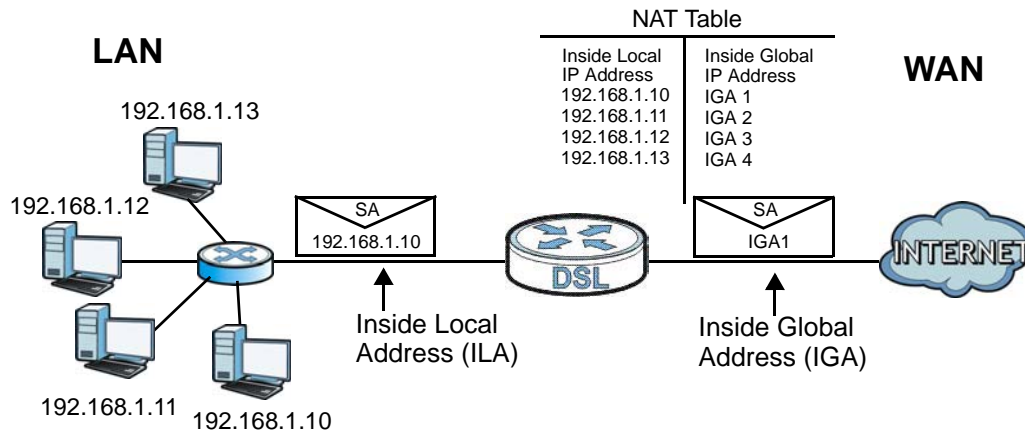 NAT Table
LAN
WAN
Inside Local
IP Address
192.168.1.10
192.168.1.11
192.168.1.12
192.168.1.13
Inside Global
IP Address
IGA 1
IGA 2
IGA 3
IGA 4
192.168.1.13
192.168.1.12
192.168.1.11
192.168.1.10
SA
192.168.1.10
DSL
SA
IGA1
INTERNET
Inside Local
Address (ILA)
Inside Global
Address (IGA)